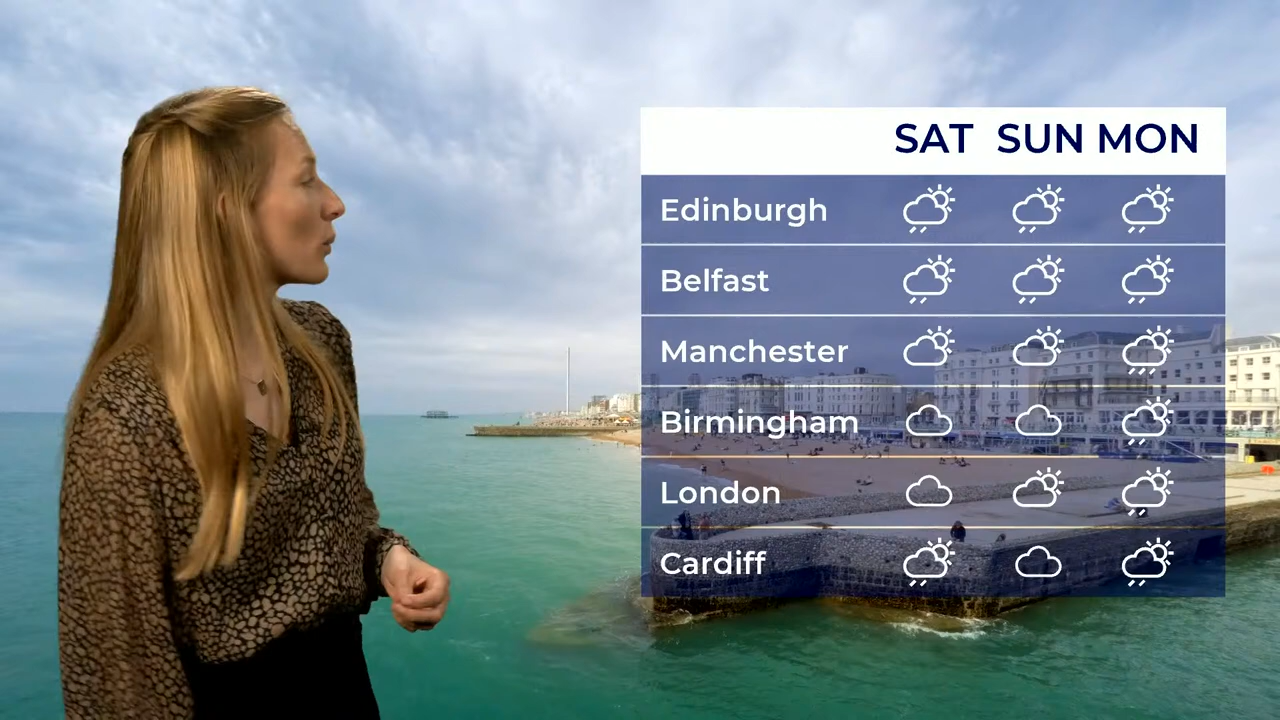 SAT SUN MON
Edinburgh
Belfast
Manchester
Birmingham
London
Cardiff